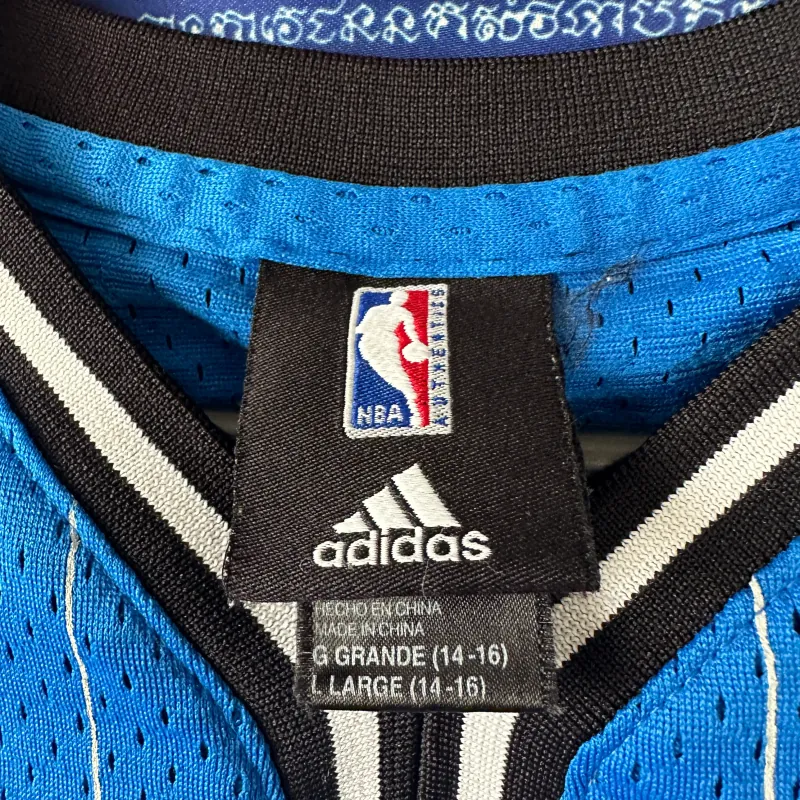 NBA
AUTHENTICS
adidas
HECHO EN CHINA
MADE IN CHINA
G GRANDE (14-16)
L LARGE (14-16)